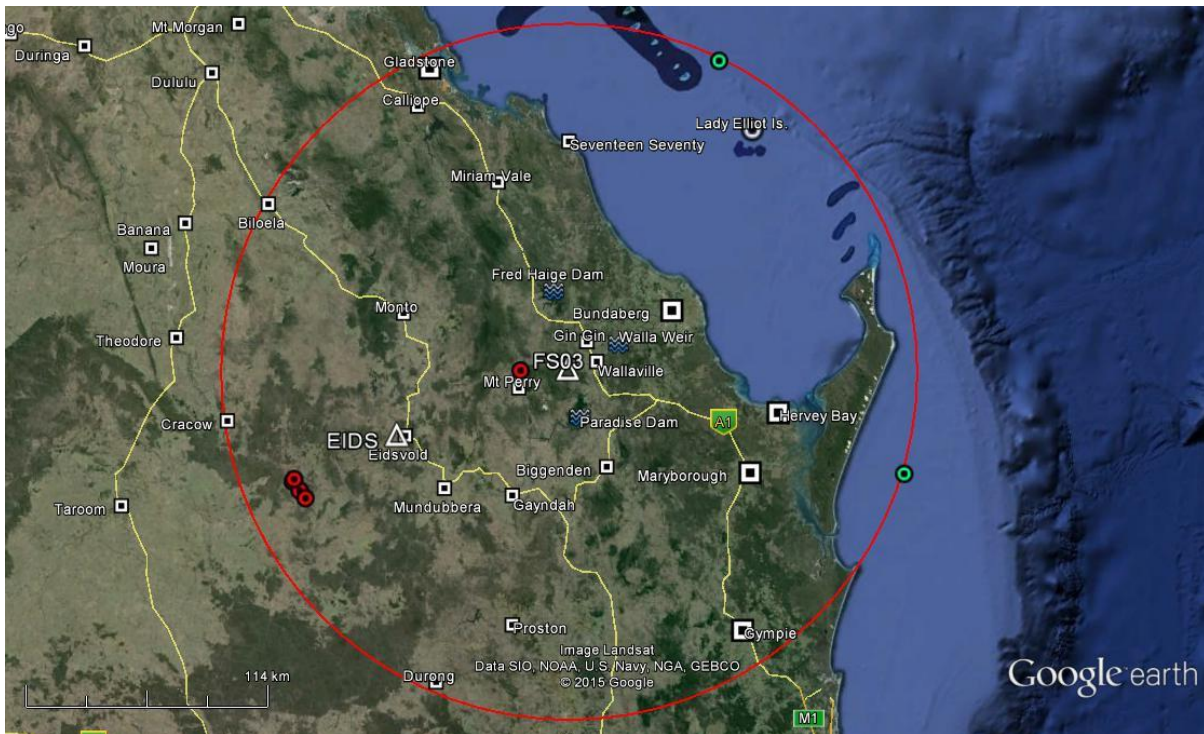 Mt Morgan
Duringa
Gladstone
Dululu
Calliope
Lady Elliot Is.
Seventeen Seventy
Miriam Vale
Biloela
Banana
Moura
Fred Haige Dam
Monto
Bundaberg
Theodore
Gin Gin
Walla Weir
FS03
Wallaville
Mt Perry
Cracow
Paradise Dam
A1
Hervey Bay
EIDS
Eidsvold
Biggenden
Maryborough
Taroom
Mundubbera
Gayndah
Proston
Gympie
Image Landsat
Data SIO, NOAA, U.S. Navy, NGA, GEBCO
© 2015 Google
Durong
114 km
Google earth
M1